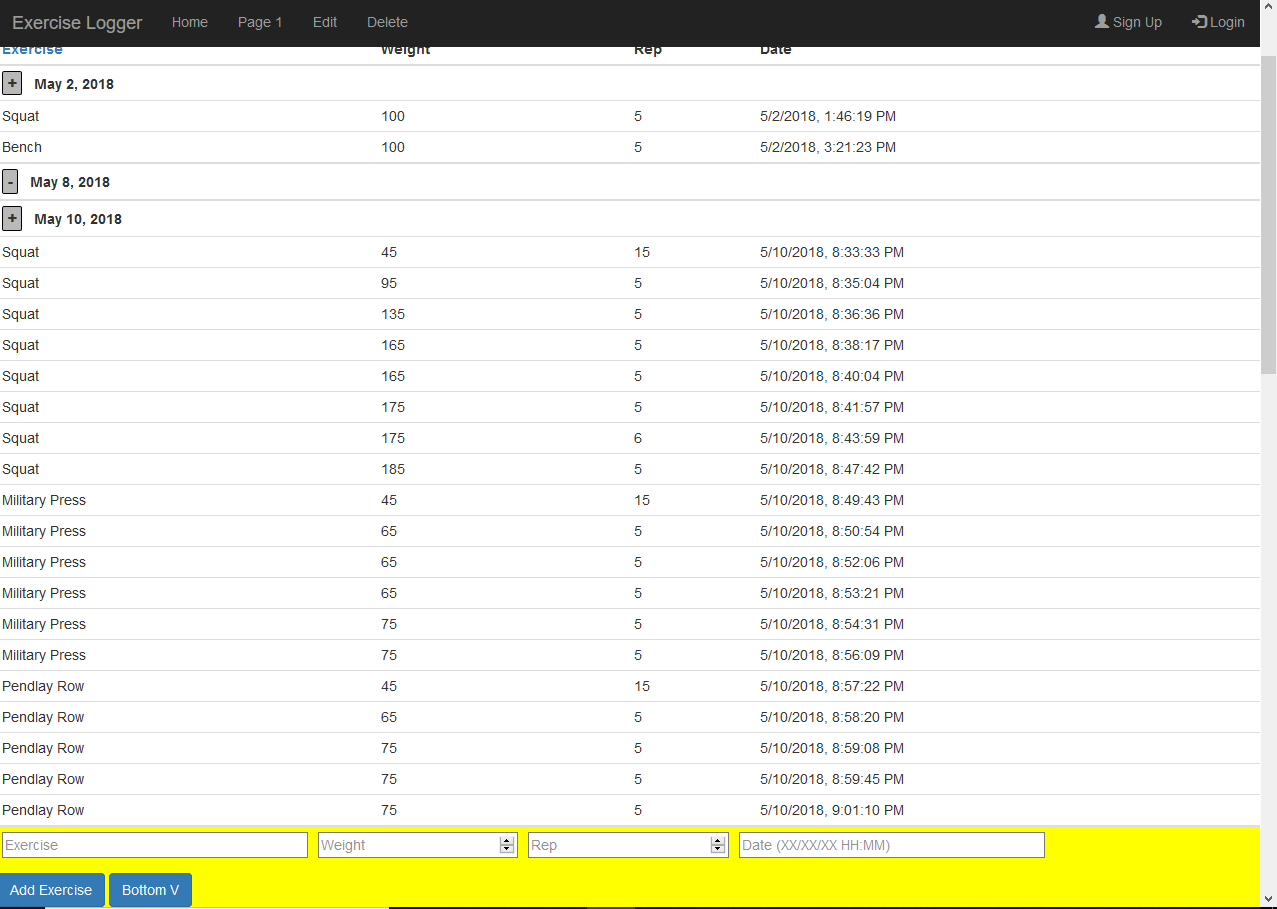 Exercise Logger Home Page 1 Edit Delete Sign Up Login
Exercise Weight Rep Date
+ May 2, 2018
Squat 100 5 5/2/2018, 1:46:19 PM
Bench 100 5 5/2/2018, 3:21:23 PM
- May 8, 2018
+ May 10, 2018
Squat 45 15 5/10/2018, 8:33:33 PM
Squat 95 5 5/10/2018, 8:35:04 PM
Squat 135 5 5/10/2018, 8:36:36 PM
Squat 165 5 5/10/2018, 8:38:17 PM
Squat 165 5 5/10/2018, 8:40:04 PM
Squat 175 5 5/10/2018, 8:41:57 PM
Squat 175 6 5/10/2018, 8:43:59 PM
Squat 185 5 5/10/2018, 8:47:42 PM
Military Press 45 15 5/10/2018, 8:49:43 PM
Military Press 65 5 5/10/2018, 8:50:54 PM
Military Press 65 5 5/10/2018, 8:52:06 PM
Military Press 65 5 5/10/2018, 8:53:21 PM
Military Press 75 5 5/10/2018, 8:54:31 PM
Military Press 75 5 5/10/2018, 8:56:09 PM
Pendlay Row 45 15 5/10/2018, 8:57:22 PM
Pendlay Row 65 5 5/10/2018, 8:58:20 PM
Pendlay Row 75 5 5/10/2018, 8:59:08 PM
Pendlay Row 75 5 5/10/2018, 8:59:45 PM
Pendlay Row 75 5 5/10/2018, 9:01:10 PM
Exercise Weight Rep Date (XX/XX/XX HH:MM)
Add Exercise Bottom V